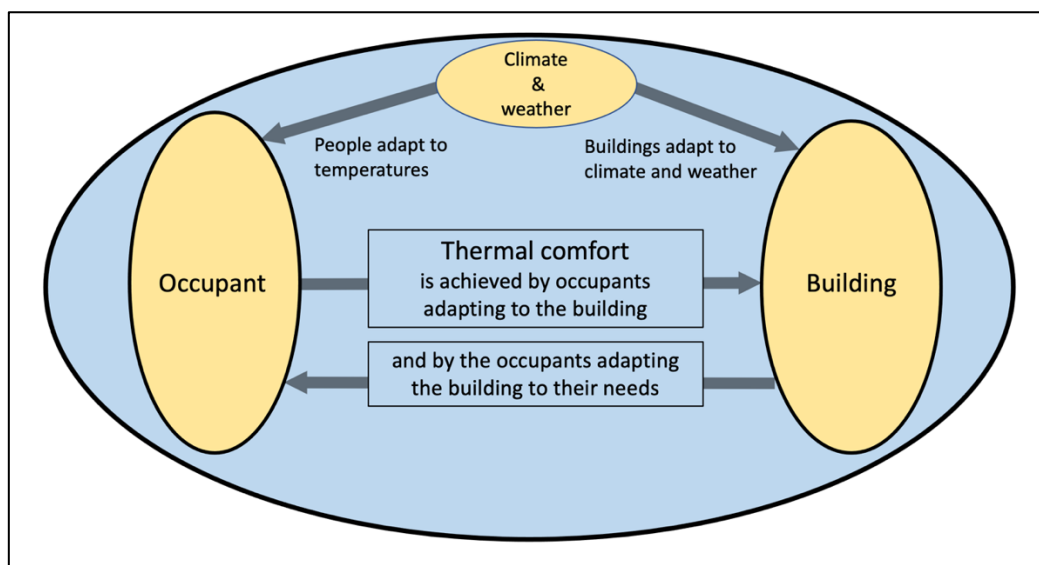 Climate
&
weather
People adapt to
temperatures
Buildings adapt to
climate and weather
Occupant
Thermal comfort
is achieved by occupants
adapting to the building
Building
and by the occupants adapting
the building to their needs